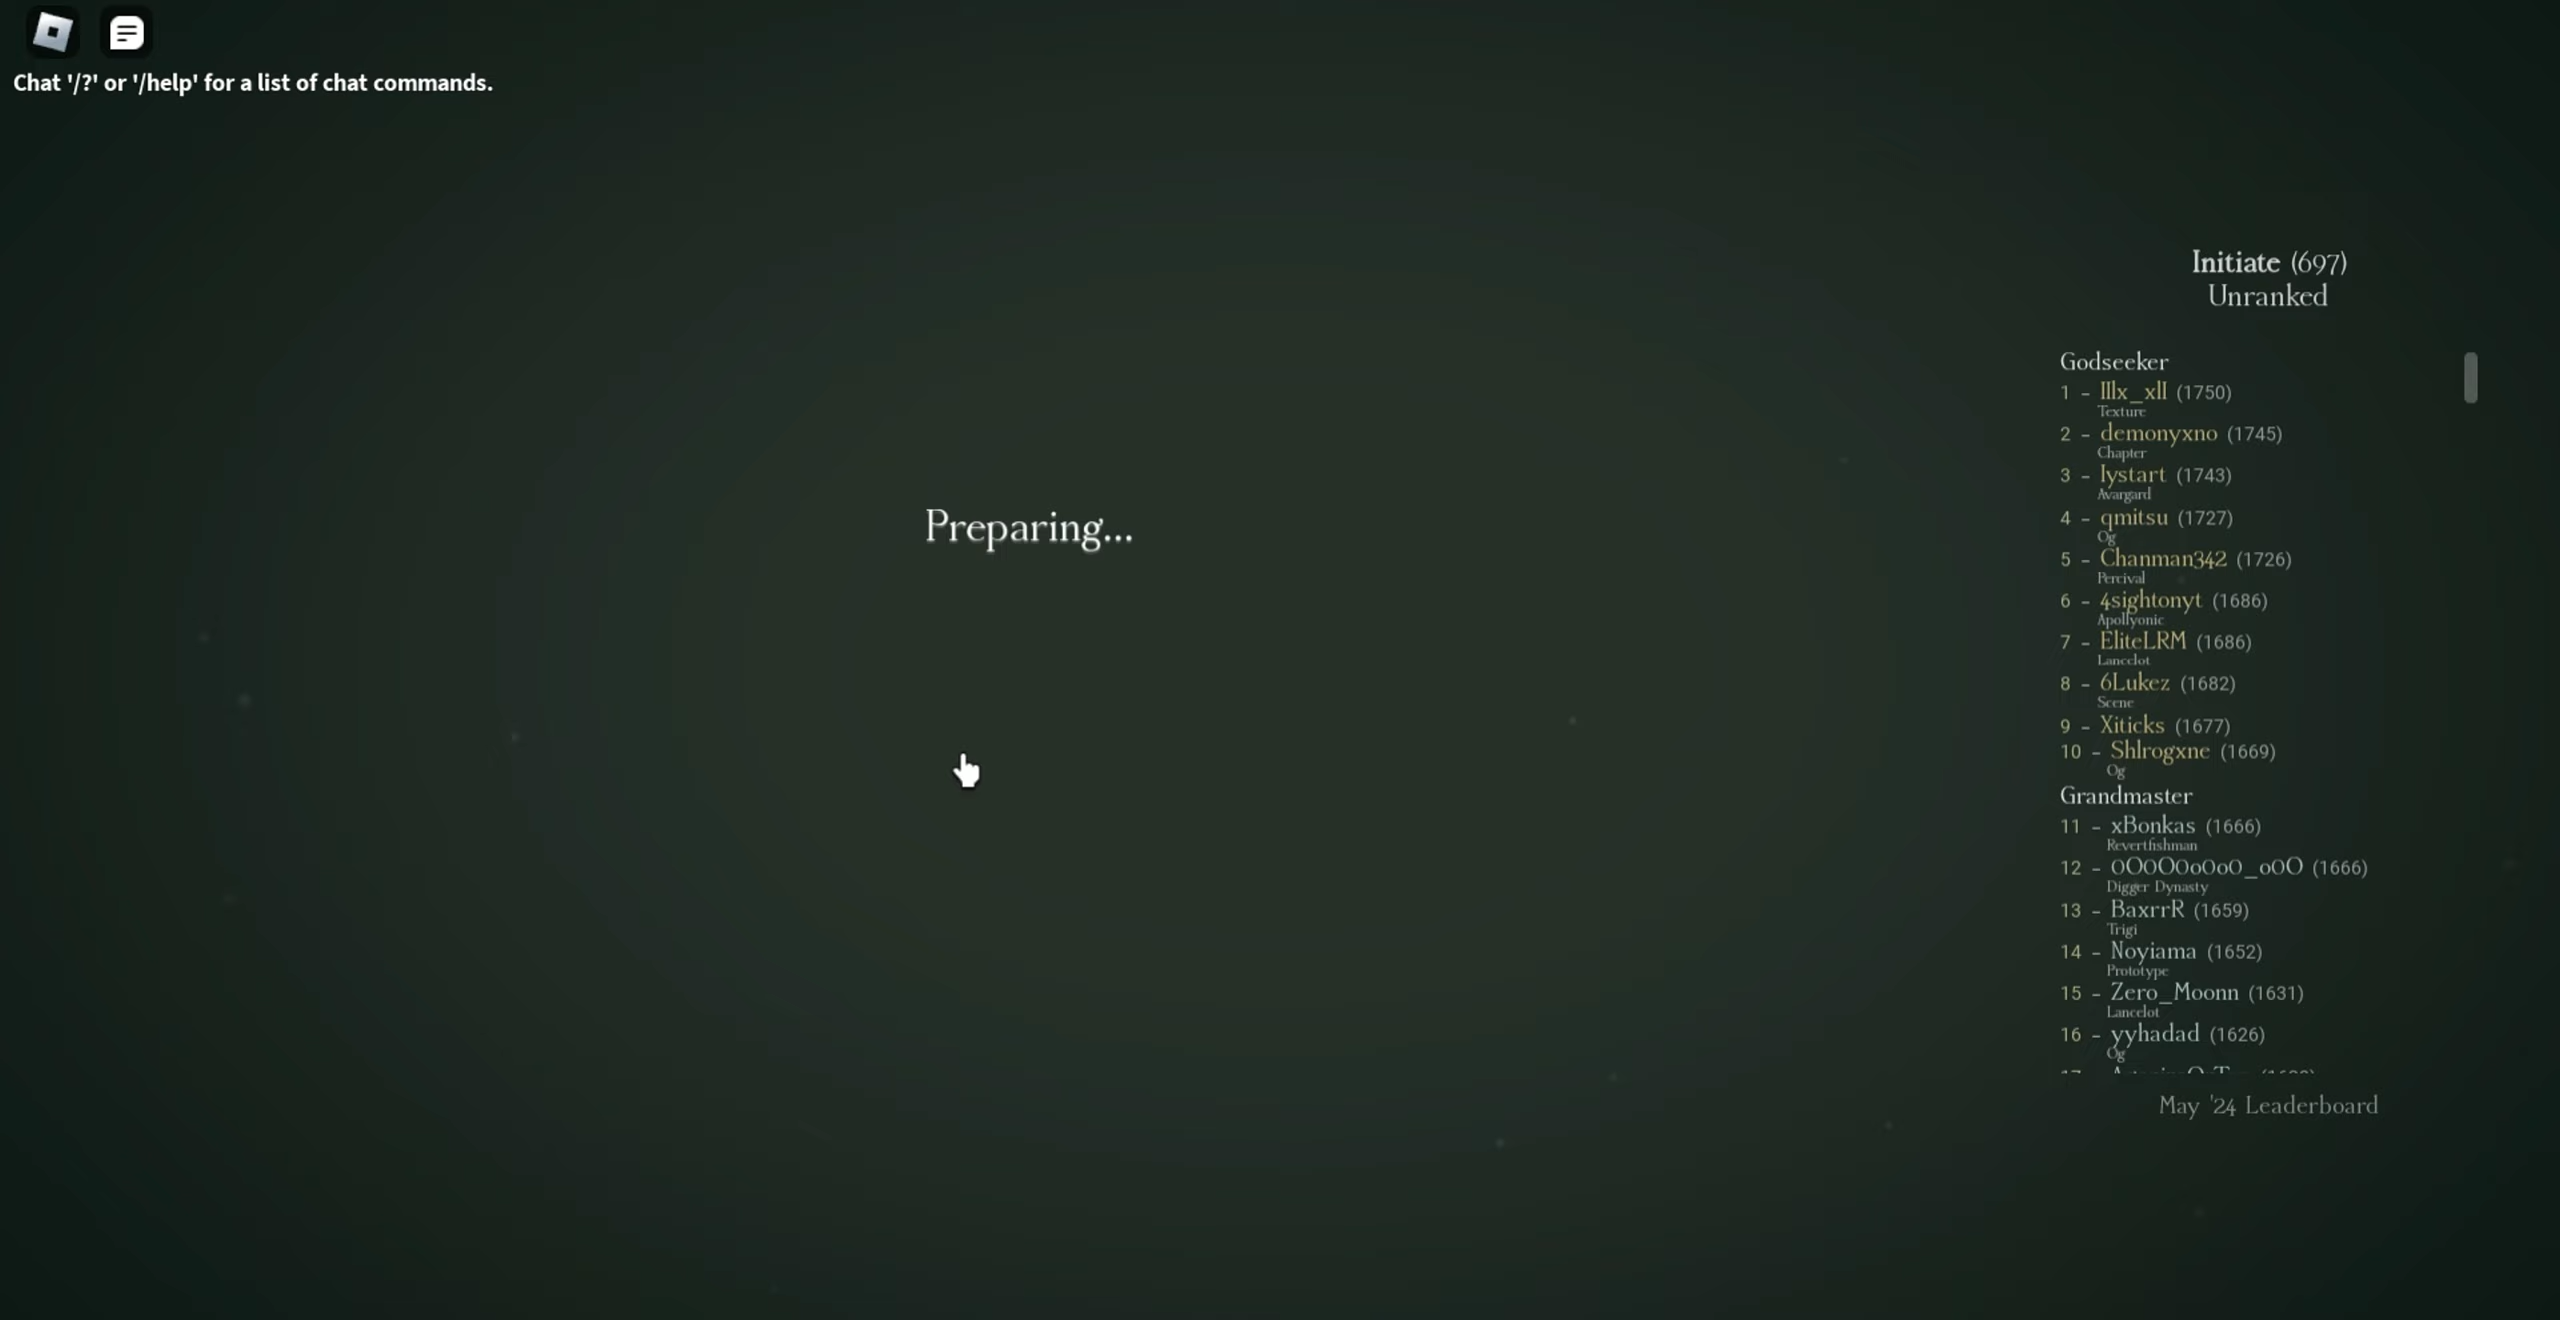 Chat '/?' or '/help' for a list of chat commands.
Initiate (697)
Unranked
Preparing...
Godseeker
1 - IIlx_xlI (1750)
Texture
2 - demonyxno (1745)
Chapter
3 - lystart (1743)
Avargard
4 - qmitsu (1727)
Og
5 - Chanman342 (1726)
Percival
6 - 4sightonyt (1686)
Apollyonic
7 - EliteLRM (1686)
Lancelot
8 - 6Lukez (1682)
Scene
9 - Xiticks (1677)
10 - Shlrogxne (1669)
Og
Grandmaster
11 - xBonkas (1666)
Revertfishman
12 - 0O0OOoOoO_oOO (1666)
Digger Dynasty
13 - BaxrrR (1659)
Trigi
14 - Noyiama (1652)
Prototype
15 - Zero_Moonn (1631)
Lancelot
16 - yyhadad (1626)
Og
May '24 Leaderboard